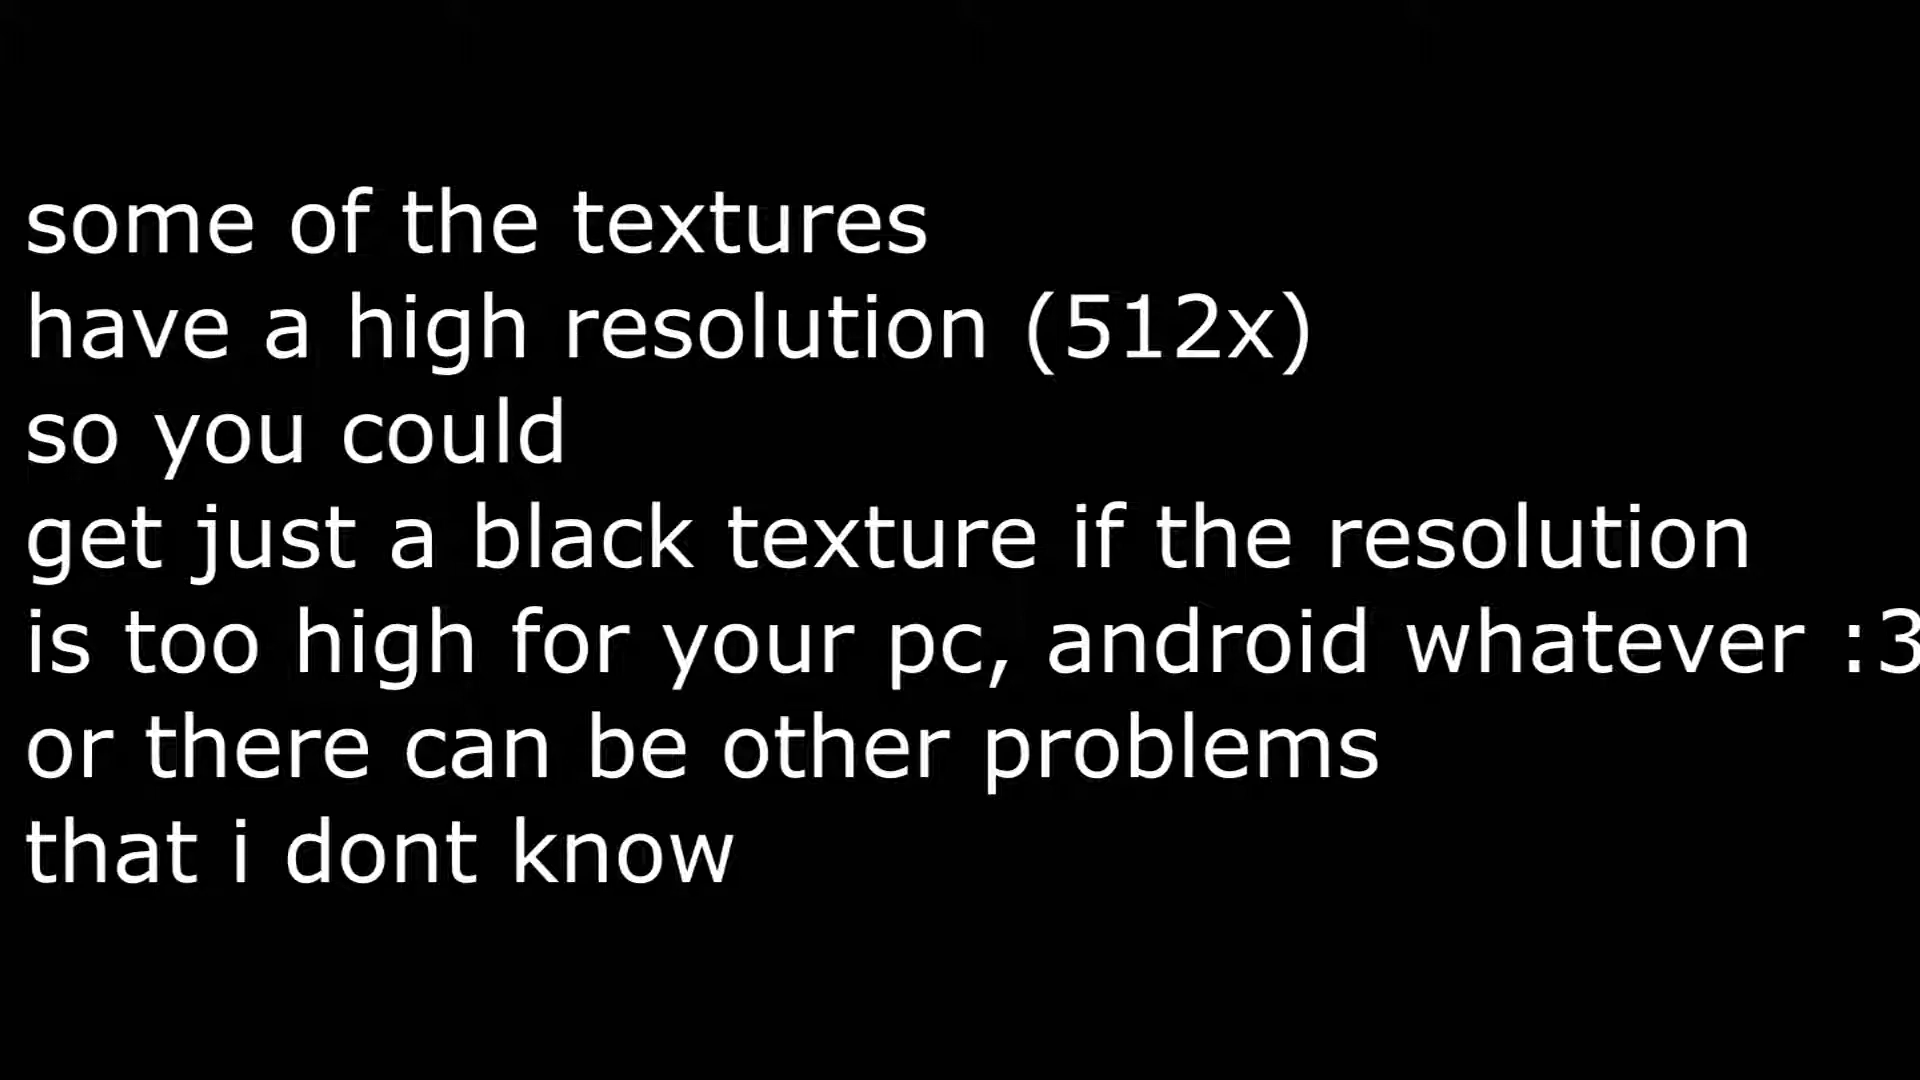 some of the textures
have a high resolution (512x)
so you could
get just a black texture if the resolution
is too high for your pc, android whatever :3
or there can be other problems
that i dont know